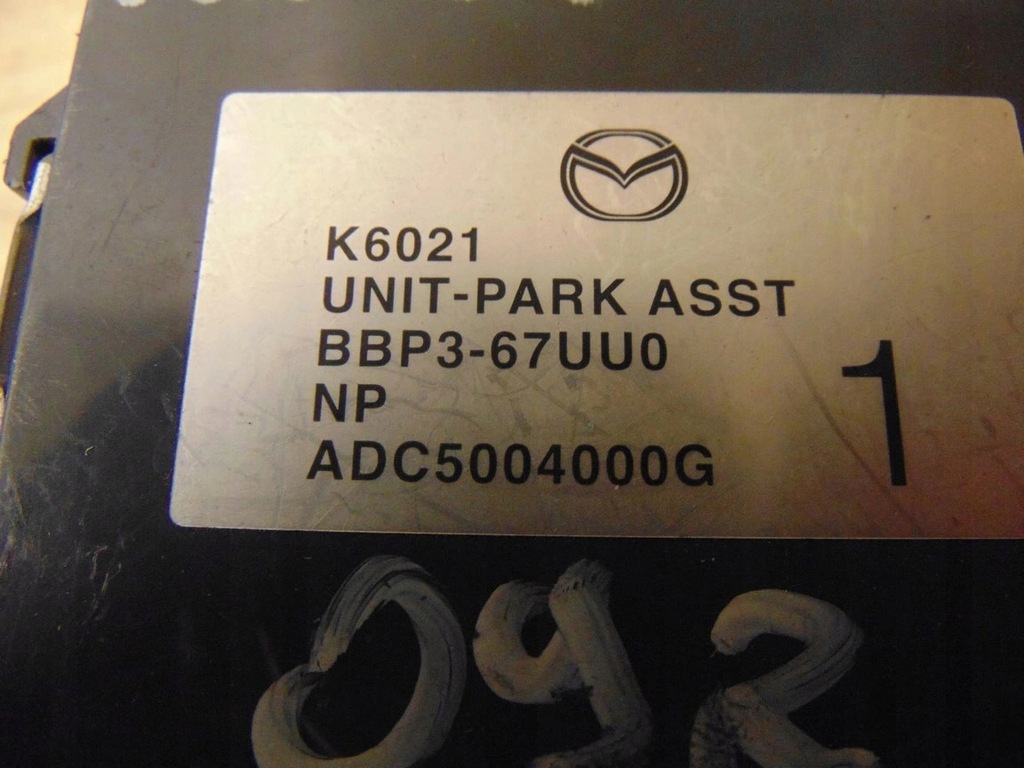 K6021
UNIT-PARK ASST
BBP3-67UU0
NP
ADC5004000G
1
092